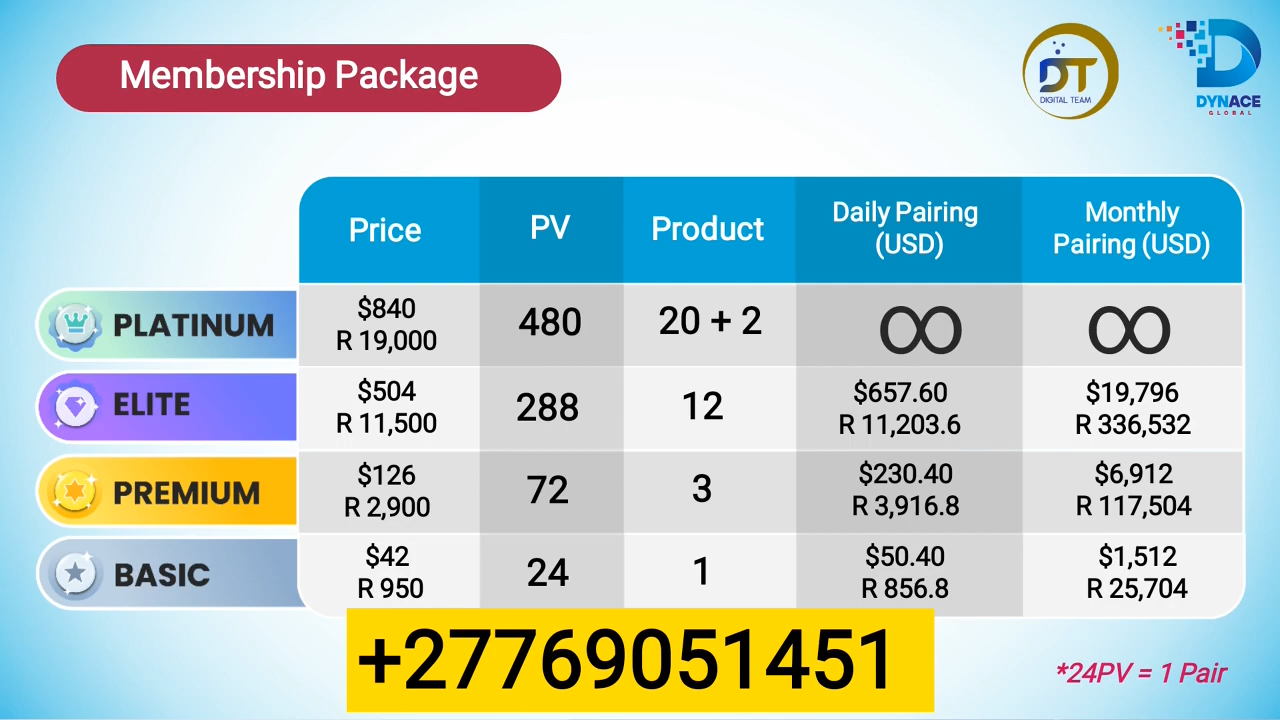 Membership Package
DT
DIGITAL TEAM
DYNACE
GLOBAL
Price
PV
Product
Daily Pairing
(USD)
Monthly
Pairing (USD)
PLATINUM
$840
R 19,000
480
20 + 2
∞
∞
ELITE
$504
R 11,500
288
12
$657.60
R 11,203.6
$19,796
R 336,532
PREMIUM
$126
R 2,900
72
3
$230.40
R 3,916.8
$6,912
R 117,504
BASIC
$42
R 950
24
1
$50.40
R 856.8
$1,512
R 25,704
+27769051451
*24PV = 1 Pair